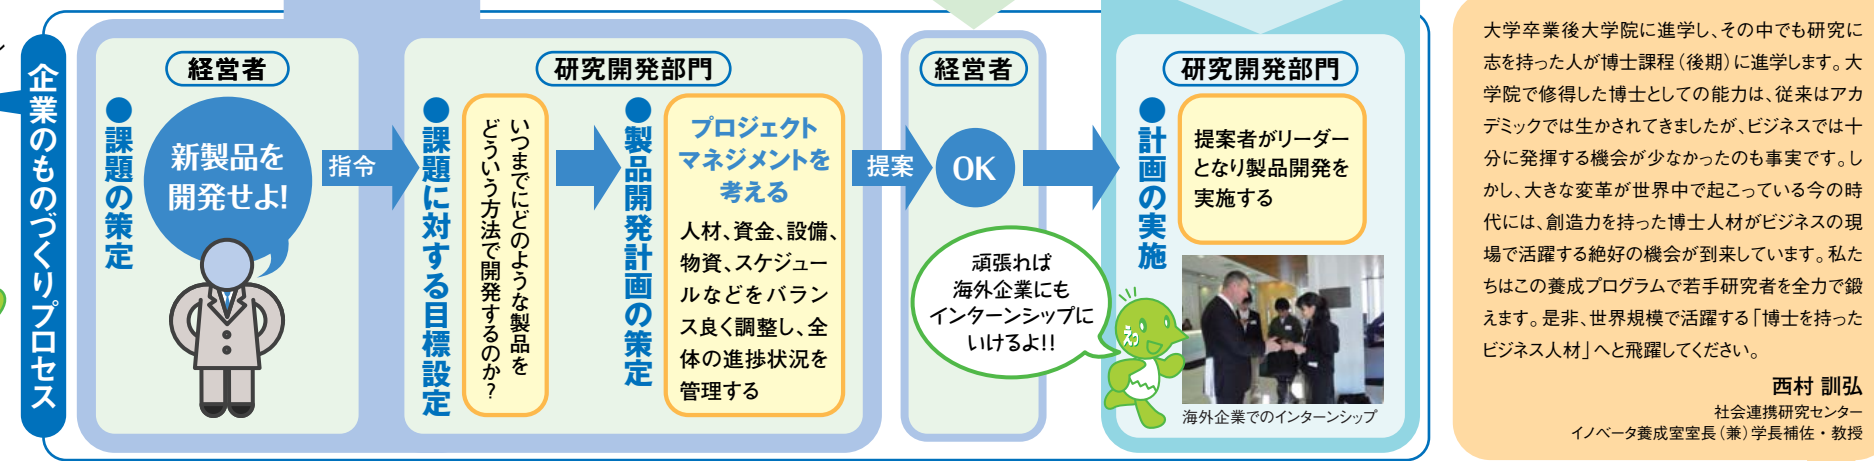 企業のものづくりプロセス
経営者
●課題の策定
新製品を
開発せよ!
指令
研究開発部門
●課題に対する目標設定
いつまでにどのような製品を
どういう方法で開発するのか?
●製品開発計画の策定
プロジェクト
マネジメントを
考える
人材、資金、設備、
物資、スケジュー
ルなどをバラン
ス良く調整し、全
体の進捗状況を
管理する
提案
経営者
OK
頑張れば
海外企業にも
インターンシップに
いけるよ!!
えっ
研究開発部門
●計画の実施
提案者がリーダー
となり製品開発を
実施する
海外企業でのインターンシップ
大学卒業後大学院に進学し、その中でも研究に
志を持った人が博士課程(後期)に進学します。大
学院で修得した博士としての能力は、従来はアカ
デミックでは生かされてきましたが、ビジネスでは十
分に発揮する機会が少なかったのも事実です。し
かし、大きな変革が世界中で起こっている今の時
代には、創造力を持った博士人材がビジネスの現
場で活躍する絶好の機会が到来しています。私た
ちはこの養成プログラムで若手研究者を全力で鍛
えます。是非、世界規模で活躍する「博士を持った
ビジネス人材」へと飛躍してください。
西村 訓弘
社会連携研究センター
イノベータ養成室室長(兼)学長補佐・教授